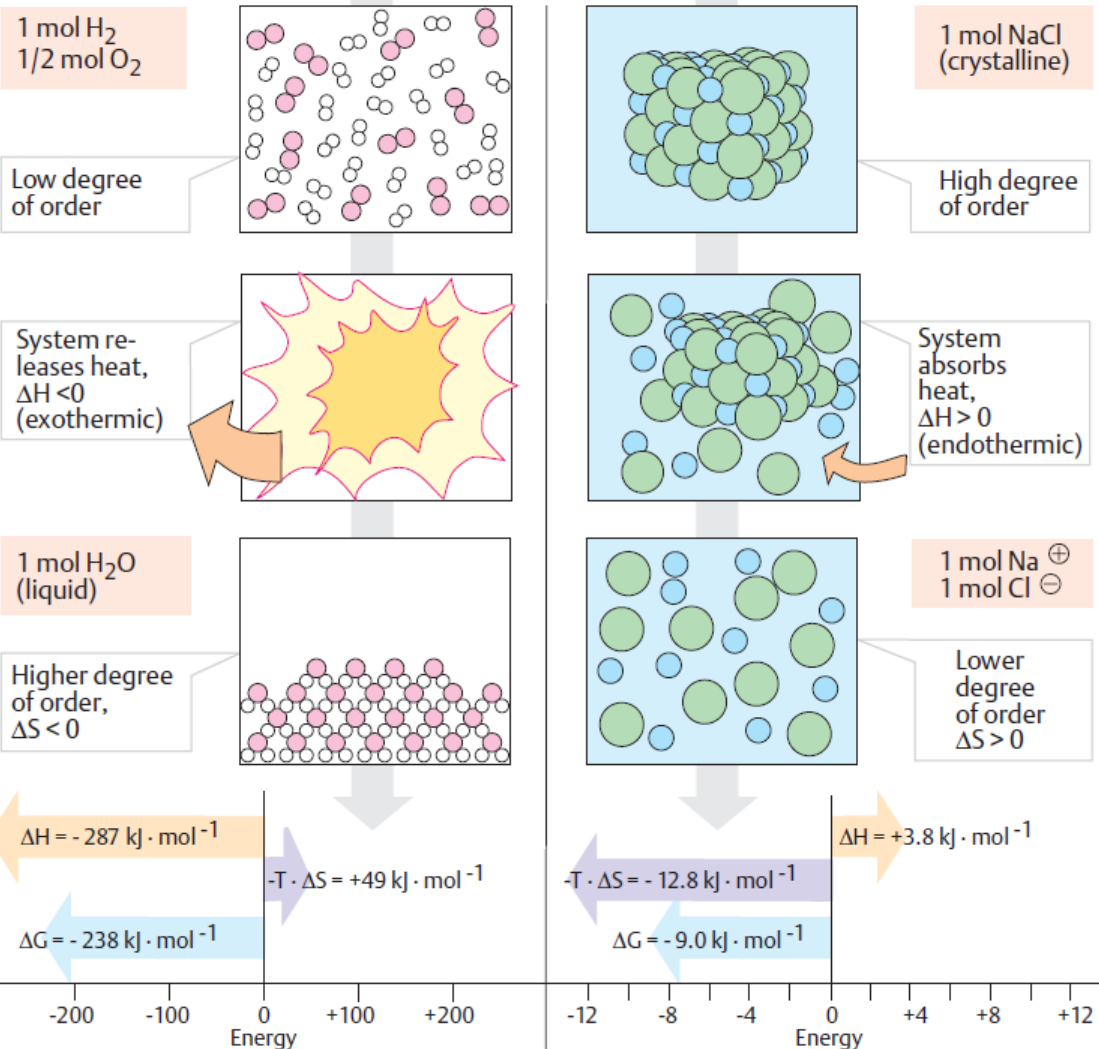 1 mol H2
1/2 mol O2
Low degree
of order
System re-
leases heat,
ΔH <0
(exothermic)
1 mol H2O
(liquid)
Higher degree
of order,
ΔS < 0
ΔH = - 287 kJ · mol -1
-T · ΔS = +49 kJ · mol -1
ΔG = - 238 kJ · mol -1
-200
-100
0
+100
+200
Energy
1 mol NaCl
(crystalline)
High degree
of order
System
absorbs
heat,
ΔH > 0
(endothermic)
1 mol Na ⊕
1 mol Cl ⊖
Lower
degree
of order
ΔS > 0
ΔH = +3.8 kJ · mol -1
-T · ΔS = - 12.8 kJ · mol -1
ΔG = - 9.0 kJ · mol -1
-12
-8
-4
0
+4
+8
+12
Energy